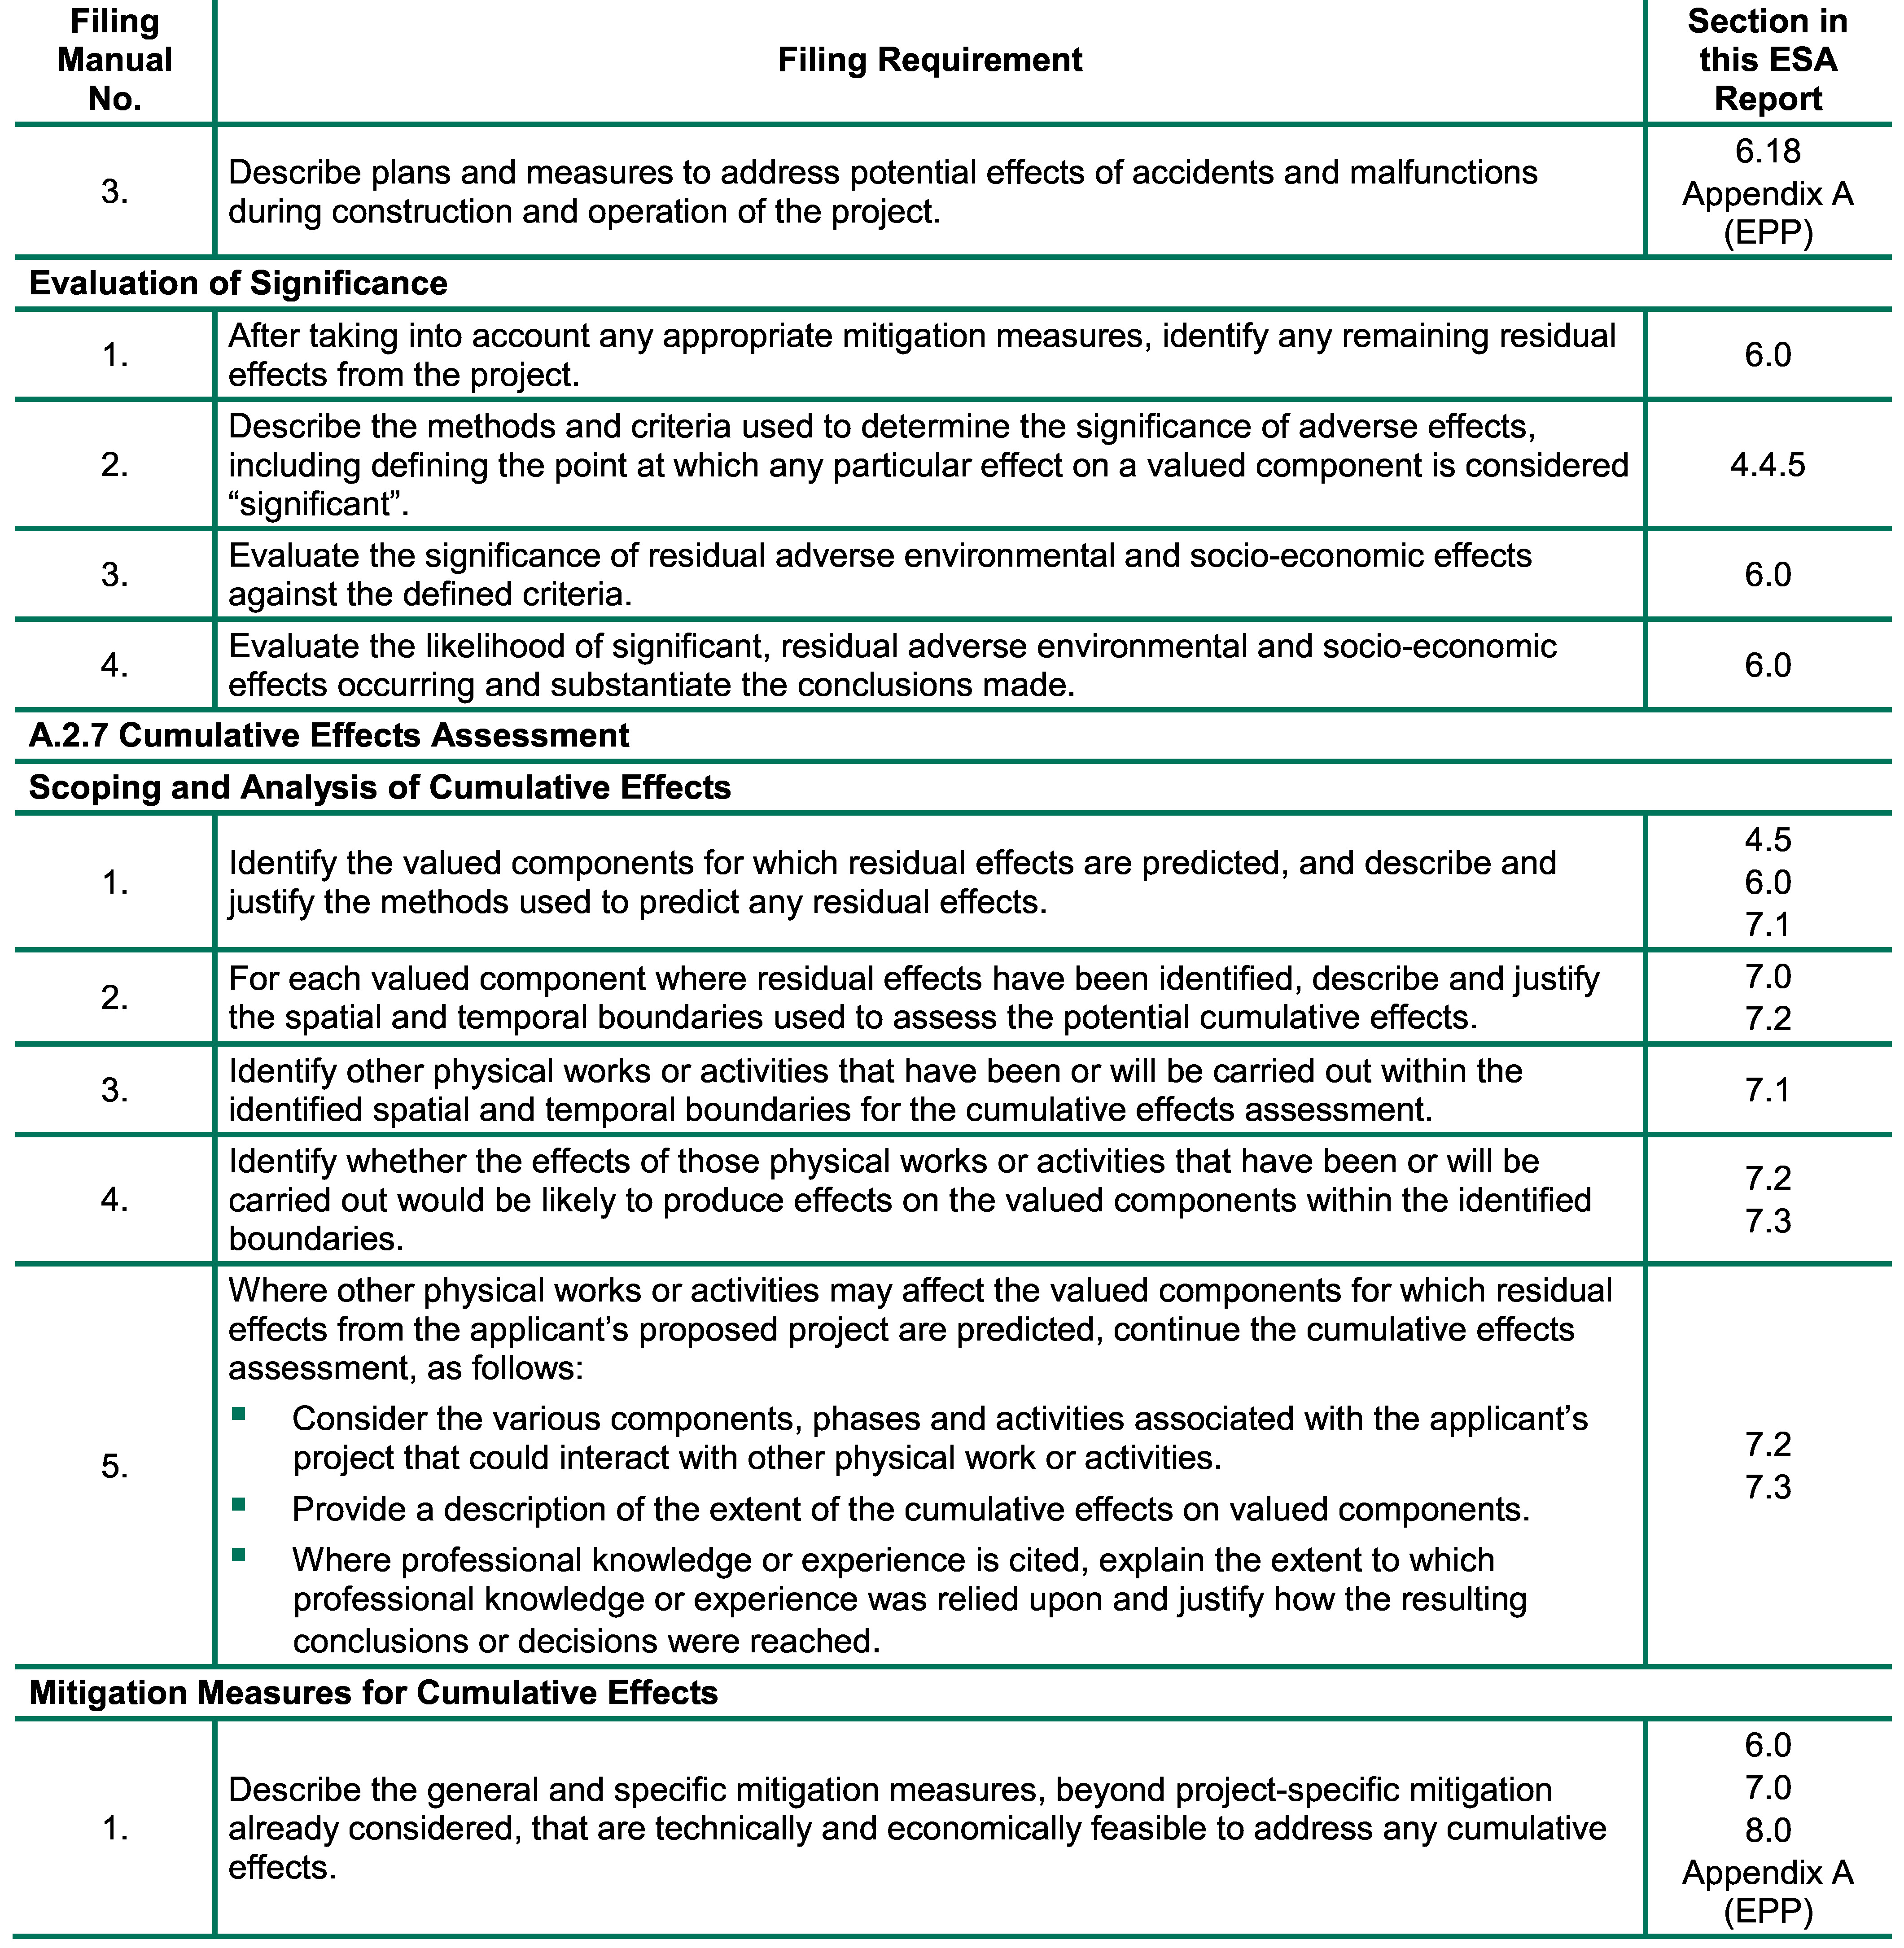 Filing
Manual
No.
Filing Requirement
Section in
this ESA
Report
3.
Describe plans and measures to address potential effects of accidents and malfunctions
during construction and operation of the project.
6.18
Appendix A
(EPP)
Evaluation of Significance
1.
After taking into account any appropriate mitigation measures, identify any remaining residual
effects from the project.
6.0
2.
Describe the methods and criteria used to determine the significance of adverse effects,
including defining the point at which any particular effect on a valued component is considered
“significant”.
4.4.5
3.
Evaluate the significance of residual adverse environmental and socio-economic effects
against the defined criteria.
6.0
4.
Evaluate the likelihood of significant, residual adverse environmental and socio-economic
effects occurring and substantiate the conclusions made.
6.0
A.2.7 Cumulative Effects Assessment
Scoping and Analysis of Cumulative Effects
1.
Identify the valued components for which residual effects are predicted, and describe and
justify the methods used to predict any residual effects.
4.5
6.0
7.1
2.
For each valued component where residual effects have been identified, describe and justify
the spatial and temporal boundaries used to assess the potential cumulative effects.
7.0
7.2
3.
Identify other physical works or activities that have been or will be carried out within the
identified spatial and temporal boundaries for the cumulative effects assessment.
7.1
4.
Identify whether the effects of those physical works or activities that have been or will be
carried out would be likely to produce effects on the valued components within the identified
boundaries.
7.2
7.3
5.
Where other physical works or activities may affect the valued components for which residual
effects from the applicant’s proposed project are predicted, continue the cumulative effects
assessment, as follows:
▪ Consider the various components, phases and activities associated with the applicant’s
project that could interact with other physical work or activities.
▪ Provide a description of the extent of the cumulative effects on valued components.
▪ Where professional knowledge or experience is cited, explain the extent to which
professional knowledge or experience was relied upon and justify how the resulting
conclusions or decisions were reached.
7.2
7.3
Mitigation Measures for Cumulative Effects
1.
Describe the general and specific mitigation measures, beyond project-specific mitigation
already considered, that are technically and economically feasible to address any cumulative
effects.
6.0
7.0
8.0
Appendix A
(EPP)